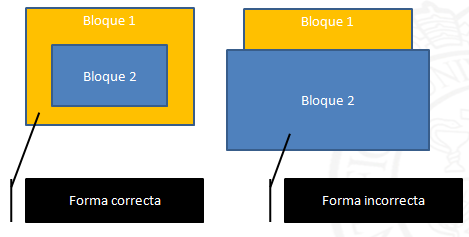 Bloque 1
Bloque 2
Forma correcta
Bloque 1
Bloque 2
Forma incorrecta